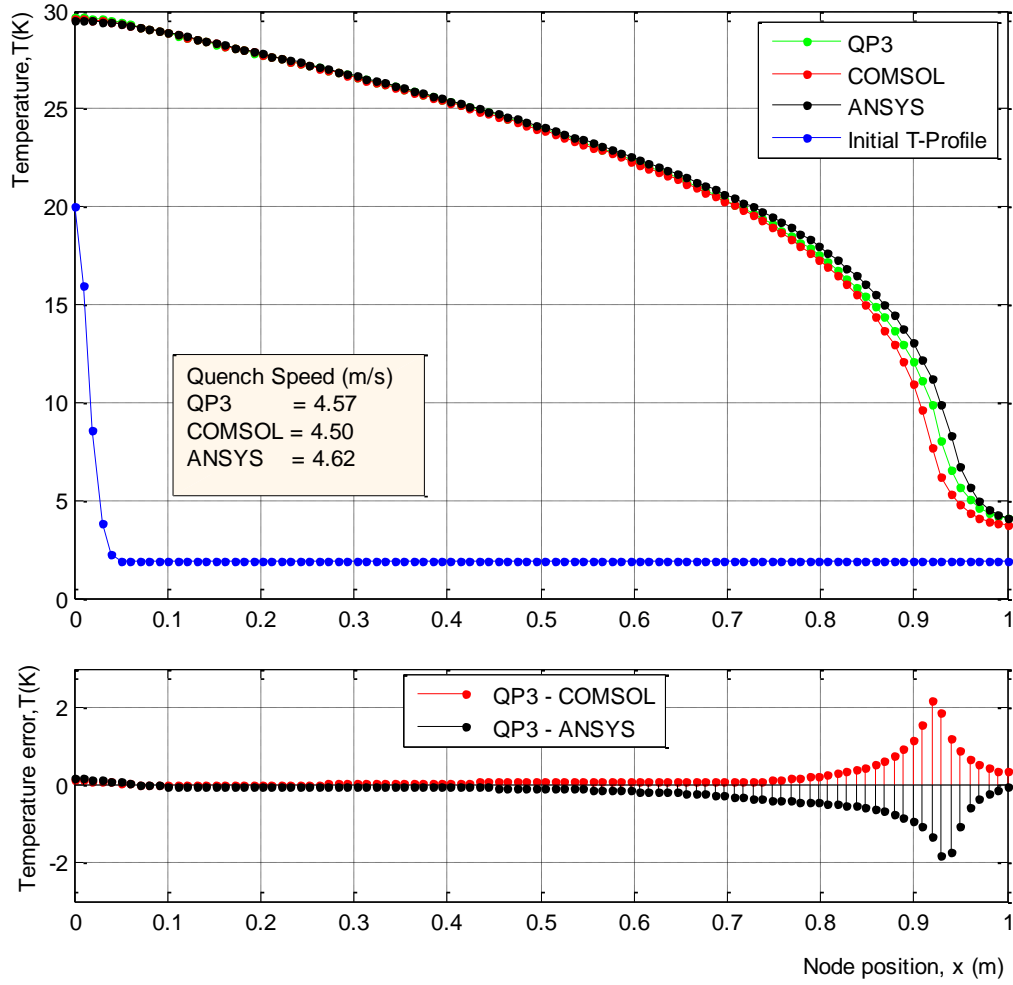 Temperature,T(K)
30
25
20
15
10
5
0
QP3
COMSOL
ANSYS
Initial T-Profile
Quench Speed (m/s)
QP3 = 4.57
COMSOL = 4.50
ANSYS = 4.62
0 0.1 0.2 0.3 0.4 0.5 0.6 0.7 0.8 0.9 1
Temperature error,T(K)
2
0
-2
QP3 - COMSOL
QP3 - ANSYS
0 0.1 0.2 0.3 0.4 0.5 0.6 0.7 0.8 0.9 1
Node position, x (m)